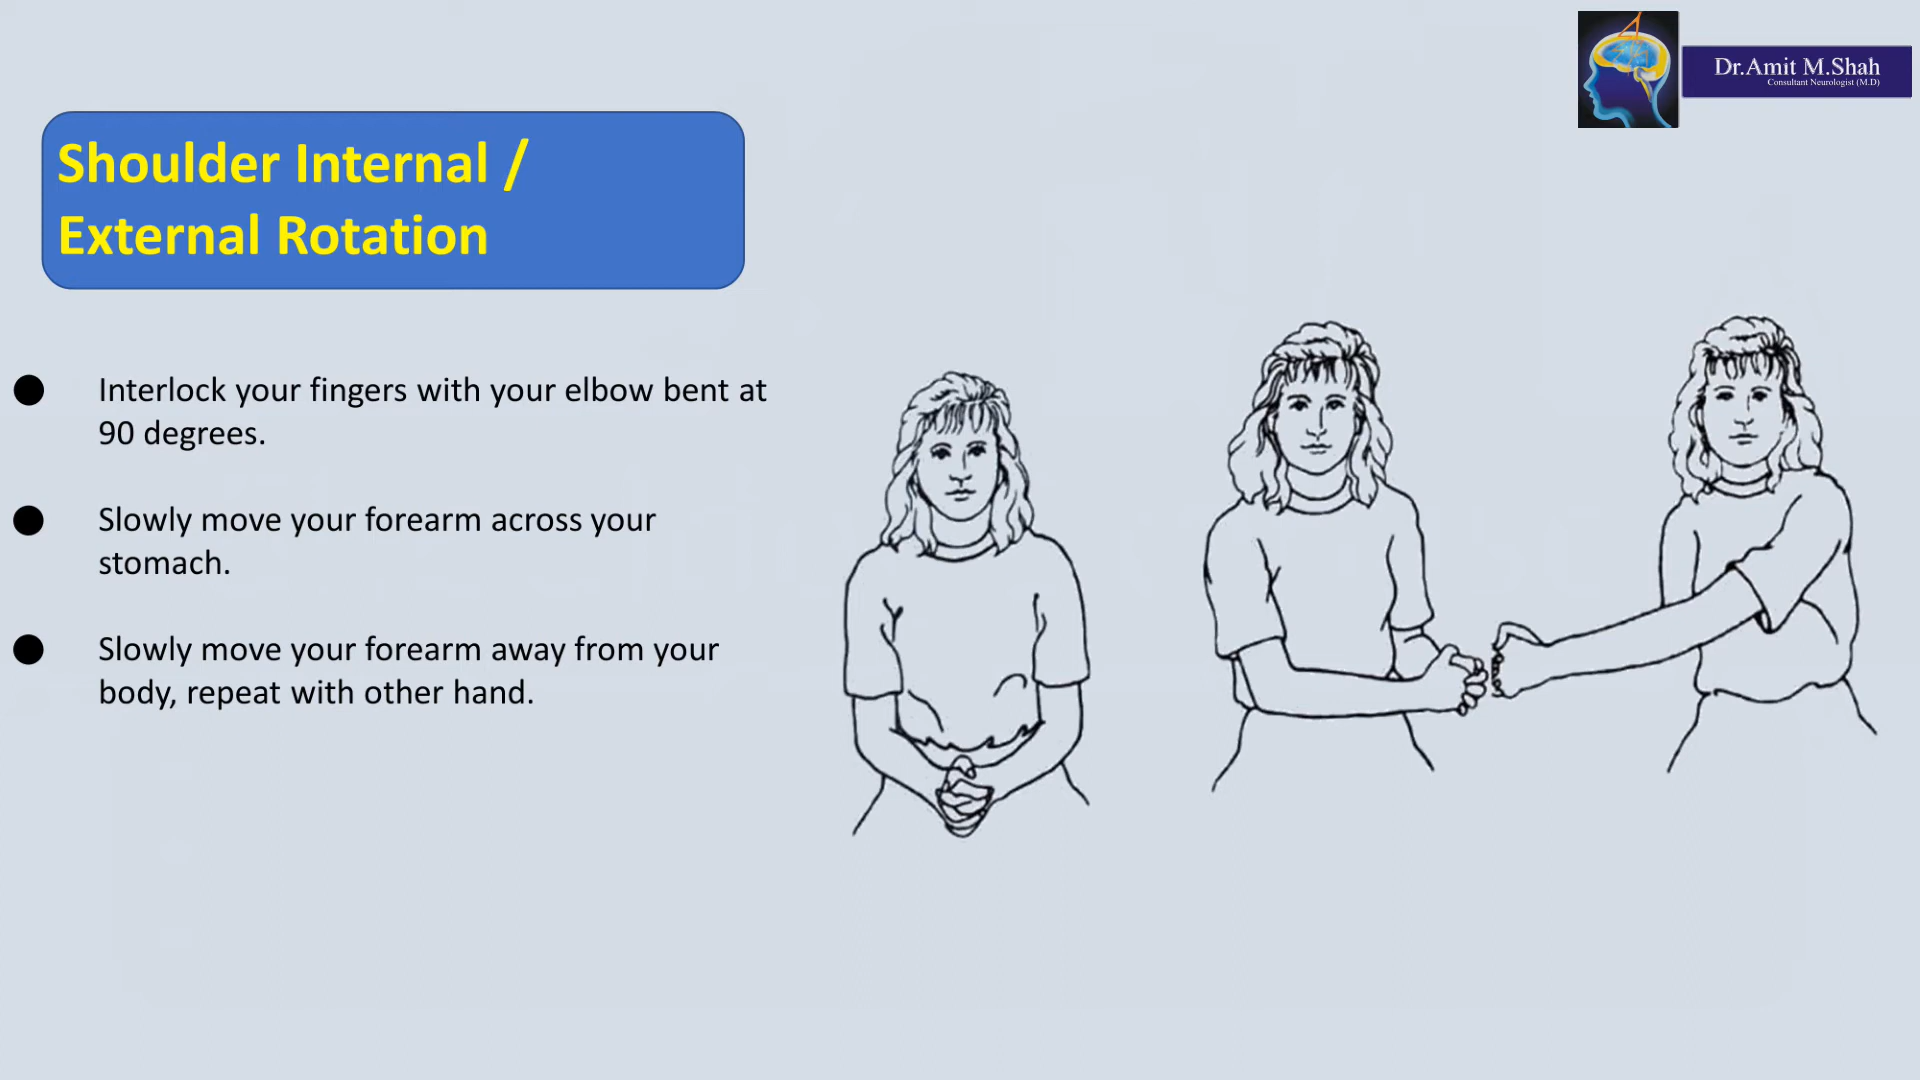 Dr.Amit M.Shah
Consultant Neurologist (M.D)
Shoulder Internal /
External Rotation
Interlock your fingers with your elbow bent at
90 degrees.
Slowly move your forearm across your
stomach.
Slowly move your forearm away from your
body, repeat with other hand.